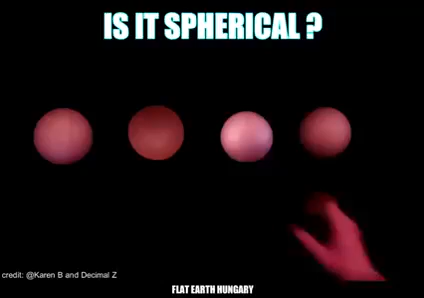 IS IT SPHERICAL ?
credit: @Karen B and Decimal Z
FLAT EARTH HUNGARY